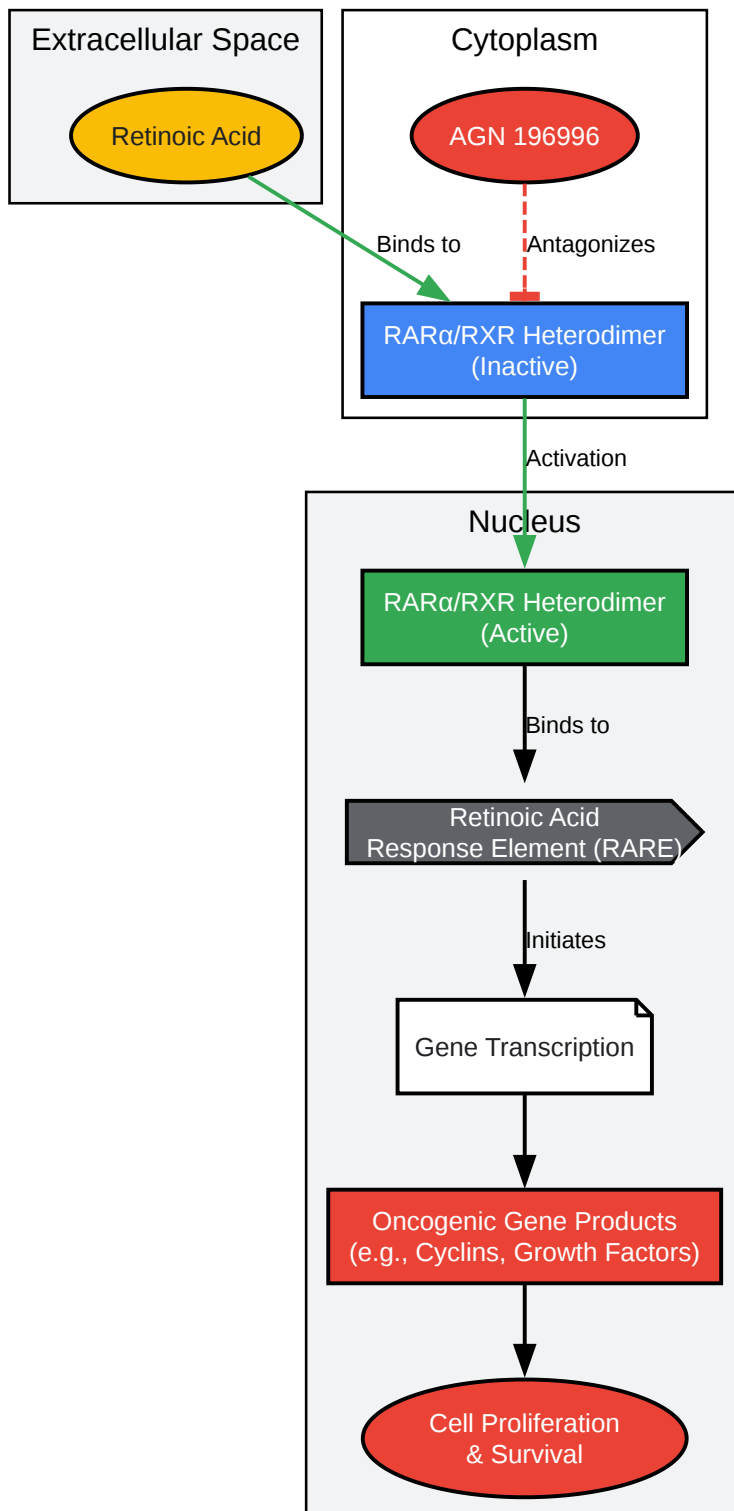 Extracellular Space
Cytoplasm
Retinoic Acid
AGN 196996
Binds to
Antagonizes
RARα/RXR Heterodimer
(Inactive)
Activation
Nucleus
RARα/RXR Heterodimer
(Active)
Binds to
Retinoic Acid
Response Element (RARE)
Initiates
Gene Transcription
Oncogenic Gene Products
(e.g., Cyclins, Growth Factors)
Cell Proliferation
& Survival